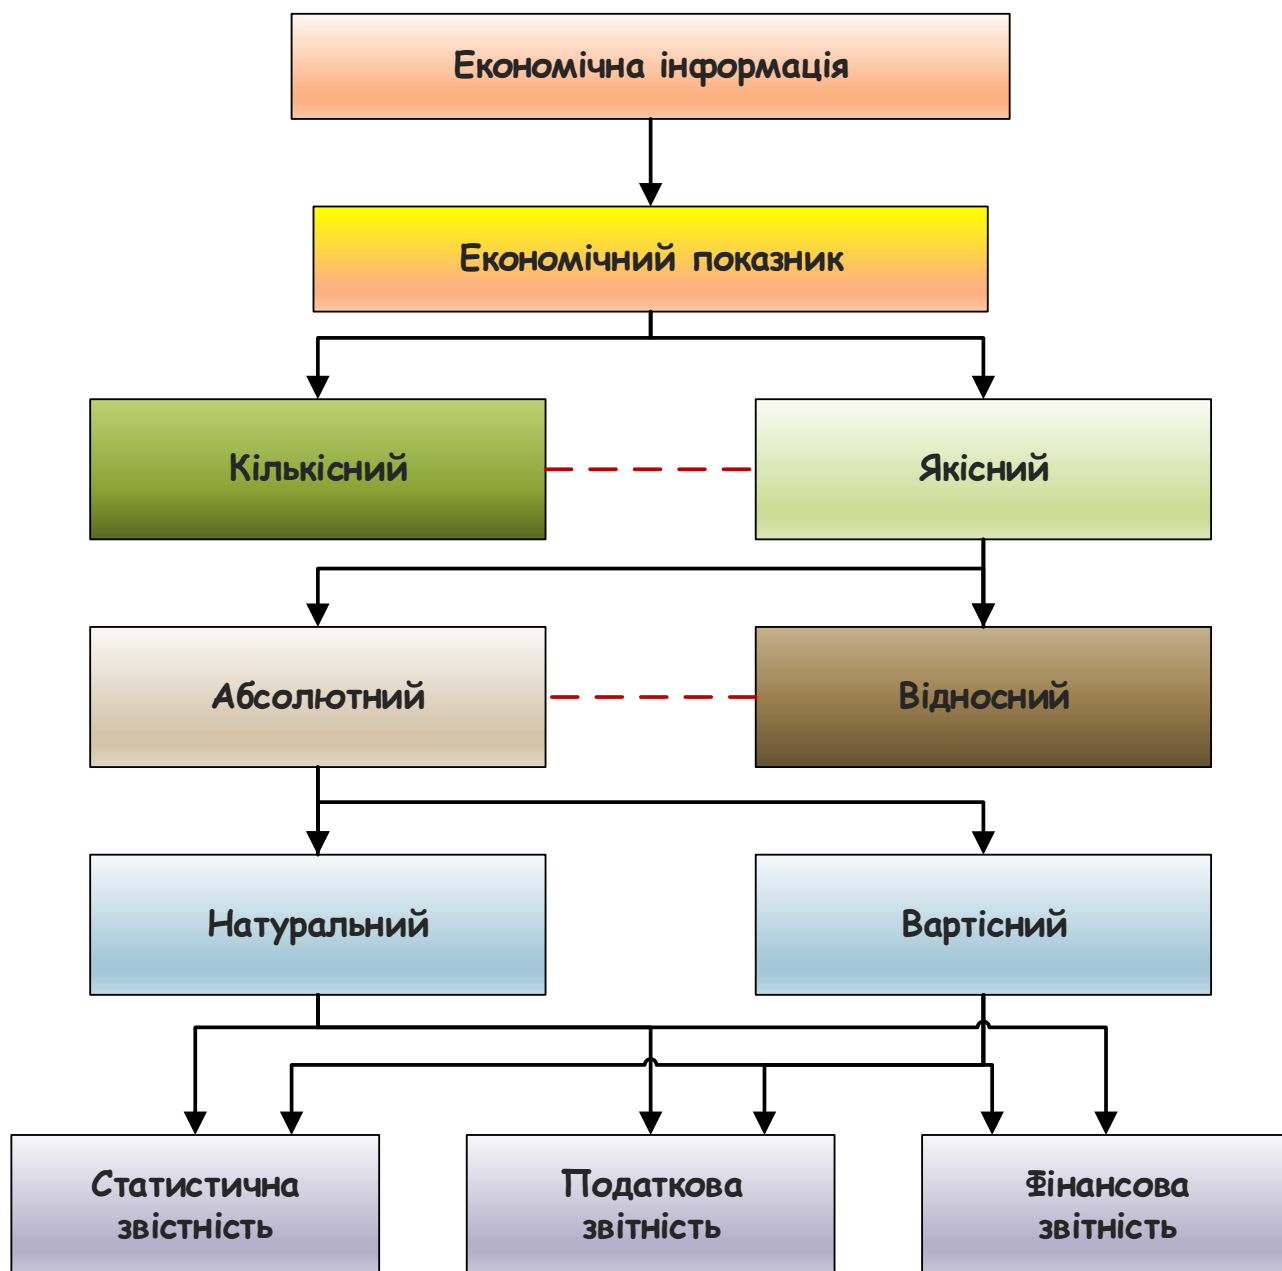 Економічна інформація
Економічний показник
Кількісний
Якісний
Абсолютний
Відносний
Натуральний
Вартісний
Статистична
звістність
Податкова
звітність
Фінансова
звітність